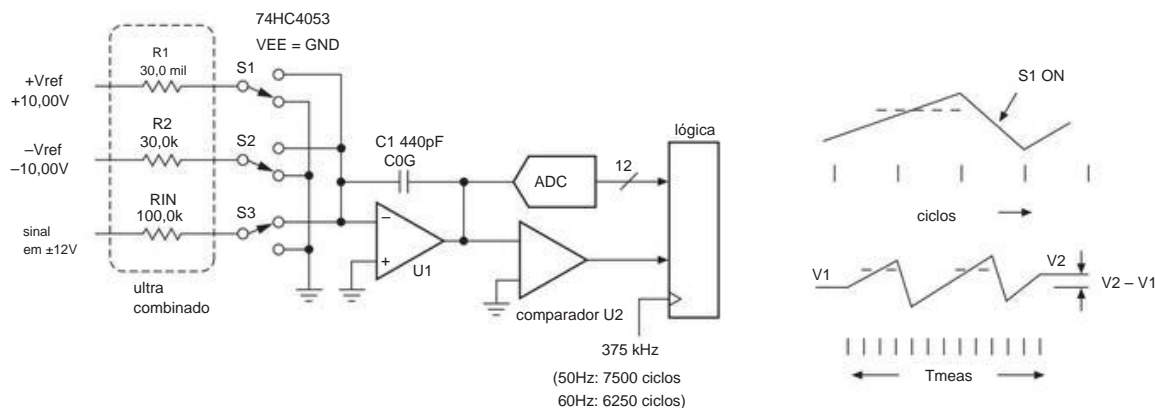 74HC4053
VEE = GND
+Vref
+10,00V
R1
30,0 mil
S1
–Vref
–10,00V
R2
30,0k
S2
RIN
100,0k
S3
sinal
em ±12V
ultra
combinado
C1 440pF
C0G
–
+
U1
ADC
12
lógica
comparador U2
375 kHz
(50Hz: 7500 ciclos
60Hz: 6250 ciclos)
S1 ON
ciclos
V1
V2
V2 – V1
Tmeas